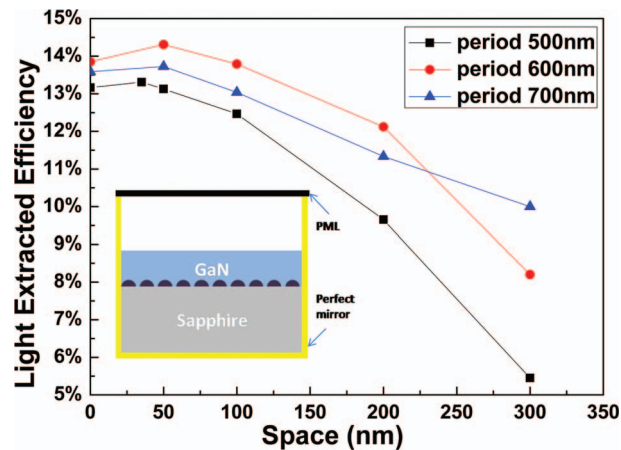 15%
14%
13%
12%
11%
10%
9%
8%
7%
6%
5%
Light Extracted Efficiency
period 500nm
period 600nm
period 700nm
PML
GaN
Perfect
mirror
Sapphire
0 50 100 150 200 250 300 350
Space (nm)